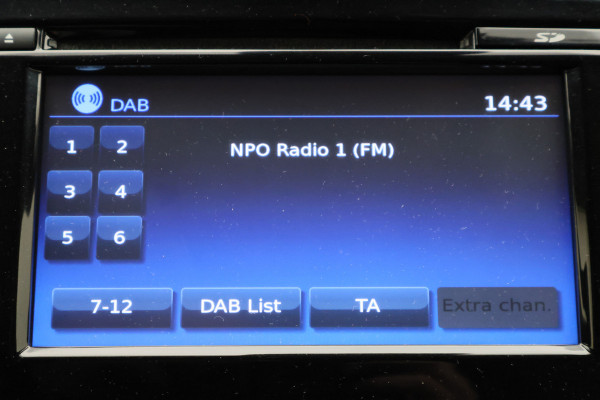 SD
DAB
14:43
1 2
NPO Radio 1 (FM)
3 4
5 6
7-12 DAB List TA Extra chan.